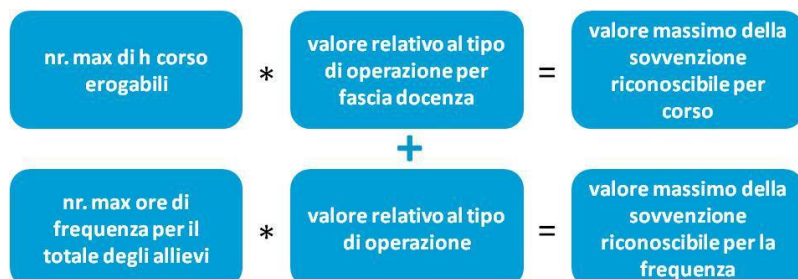 nr. max di h corso
erogabili
*
valore relativo al tipo
di operazione per
fascia docenza
=
valore massimo della
sovvenzione
riconoscibile per
corso
+
nr. max ore di
frequenza per il
totale degli allievi
*
valore relativo al tipo
di operazione
=
valore massimo della
sovvenzione
riconoscibile per la
frequenza